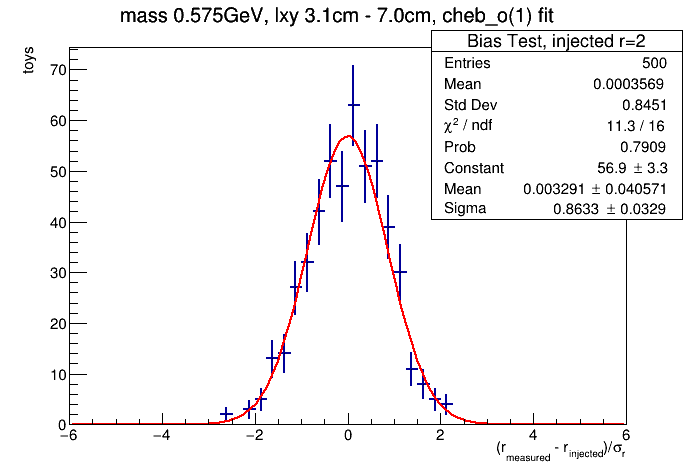 mass 0.575GeV, lxy 3.1cm - 7.0cm, cheb_o(1) fit
Bias Test, injected r=2
Entries 500
Mean 0.0003569
Std Dev 0.8451
χ² / ndf 11.3 / 16
Prob 0.7909
Constant 56.9 ± 3.3
Mean 0.003291 ± 0.040571
Sigma 0.8633 ± 0.0329
toys
70
60
50
40
30
20
10
0
−6 −4 −2 0 2 4 6
(r_measured - r_injected)/σ_r